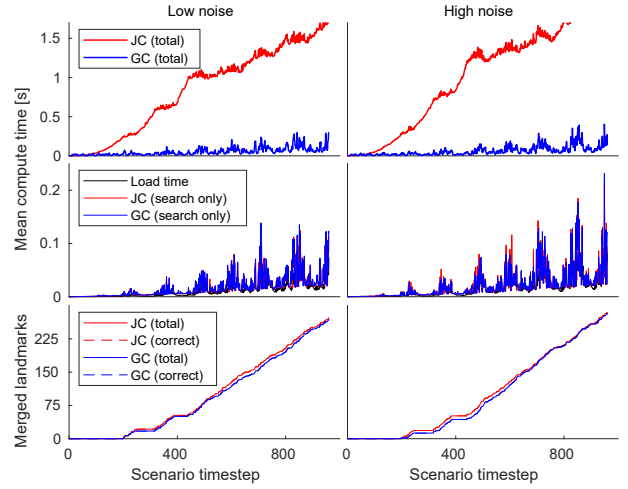 Low noise
High noise
Mean compute time [s]
1.5
1
0.5
0
JC (total)
GC (total)
0.2
0.1
0
Load time
JC (search only)
GC (search only)
Merged landmarks
225
150
75
0
JC (total)
JC (correct)
GC (total)
GC (correct)
0
400
800
0
400
800
Scenario timestep
Scenario timestep